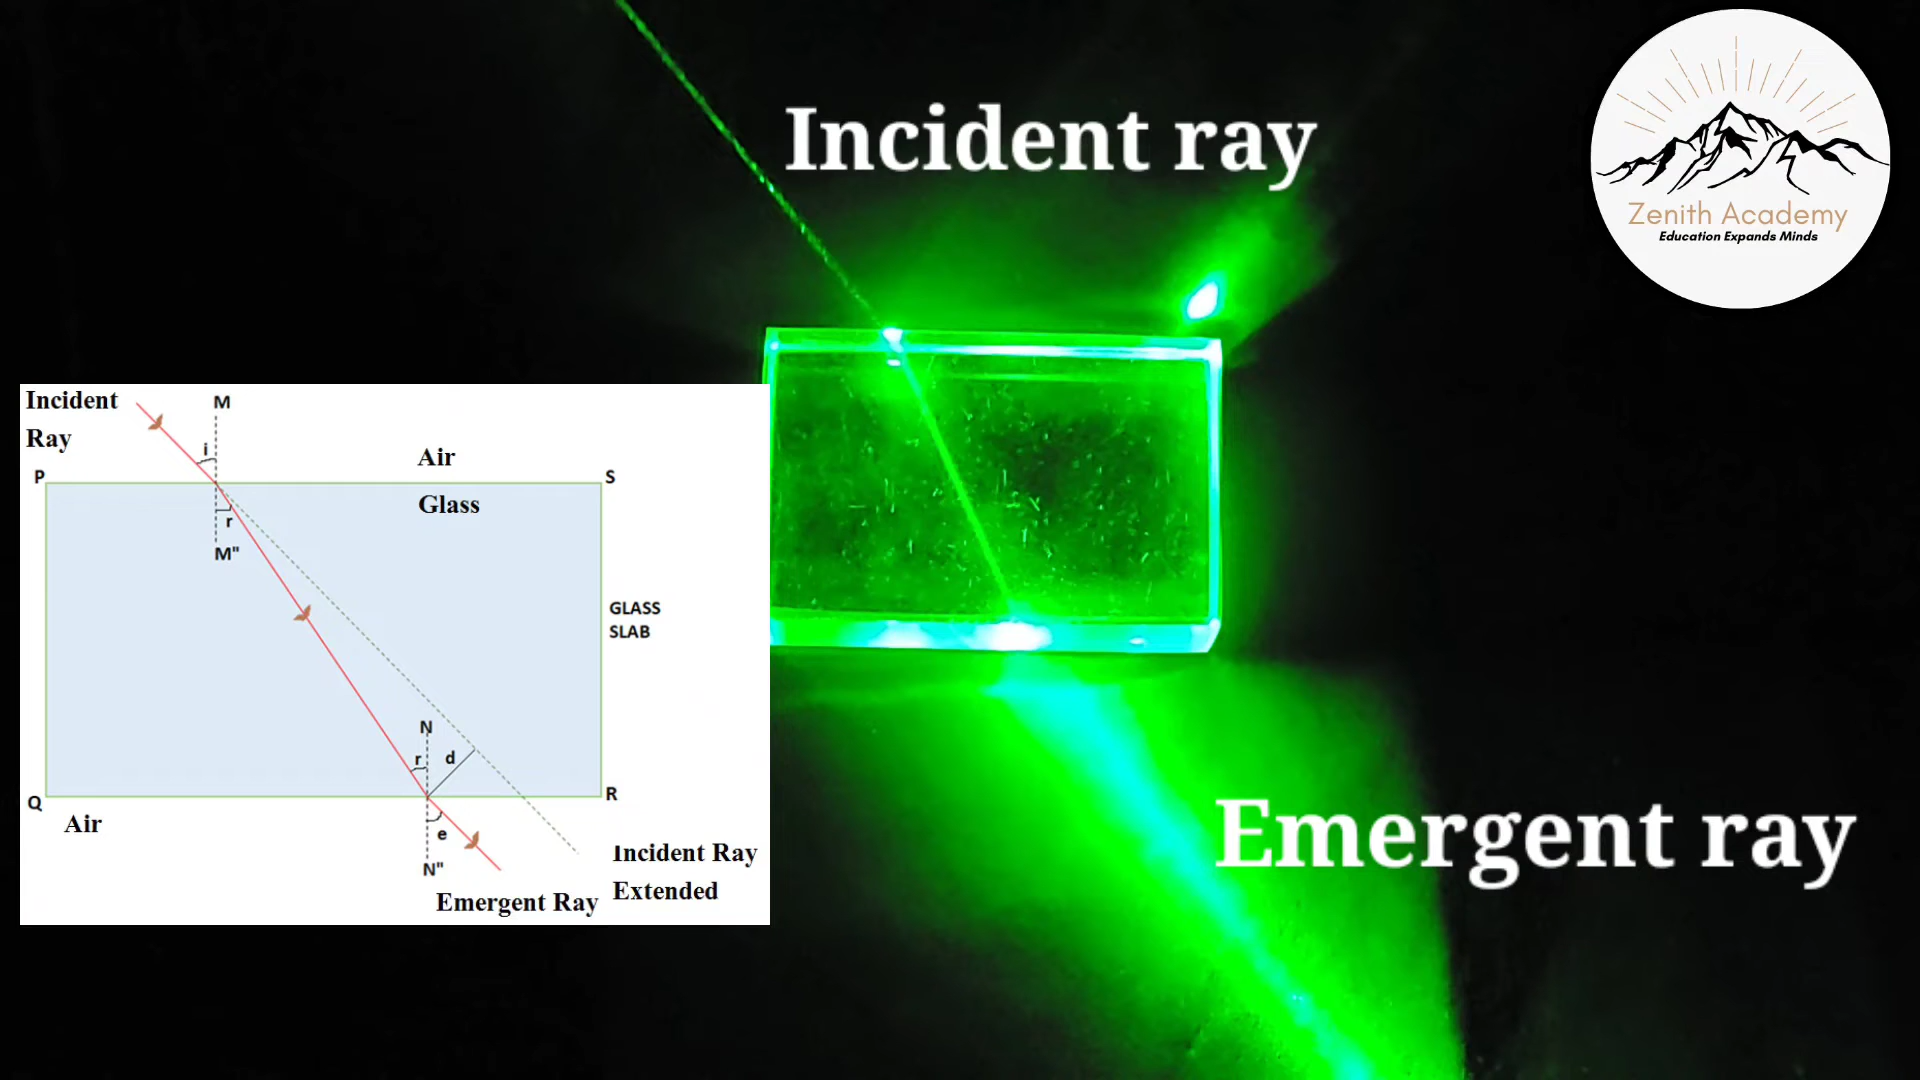 Incident ray
Zenith Academy
Education Expands Minds
Incident
Ray
M
i
Air
P
S
Glass
r
M"
GLASS
SLAB
N
r
d
Q
R
Air
e
Incident Ray
Extended
N"
Emergent Ray
Emergent ray